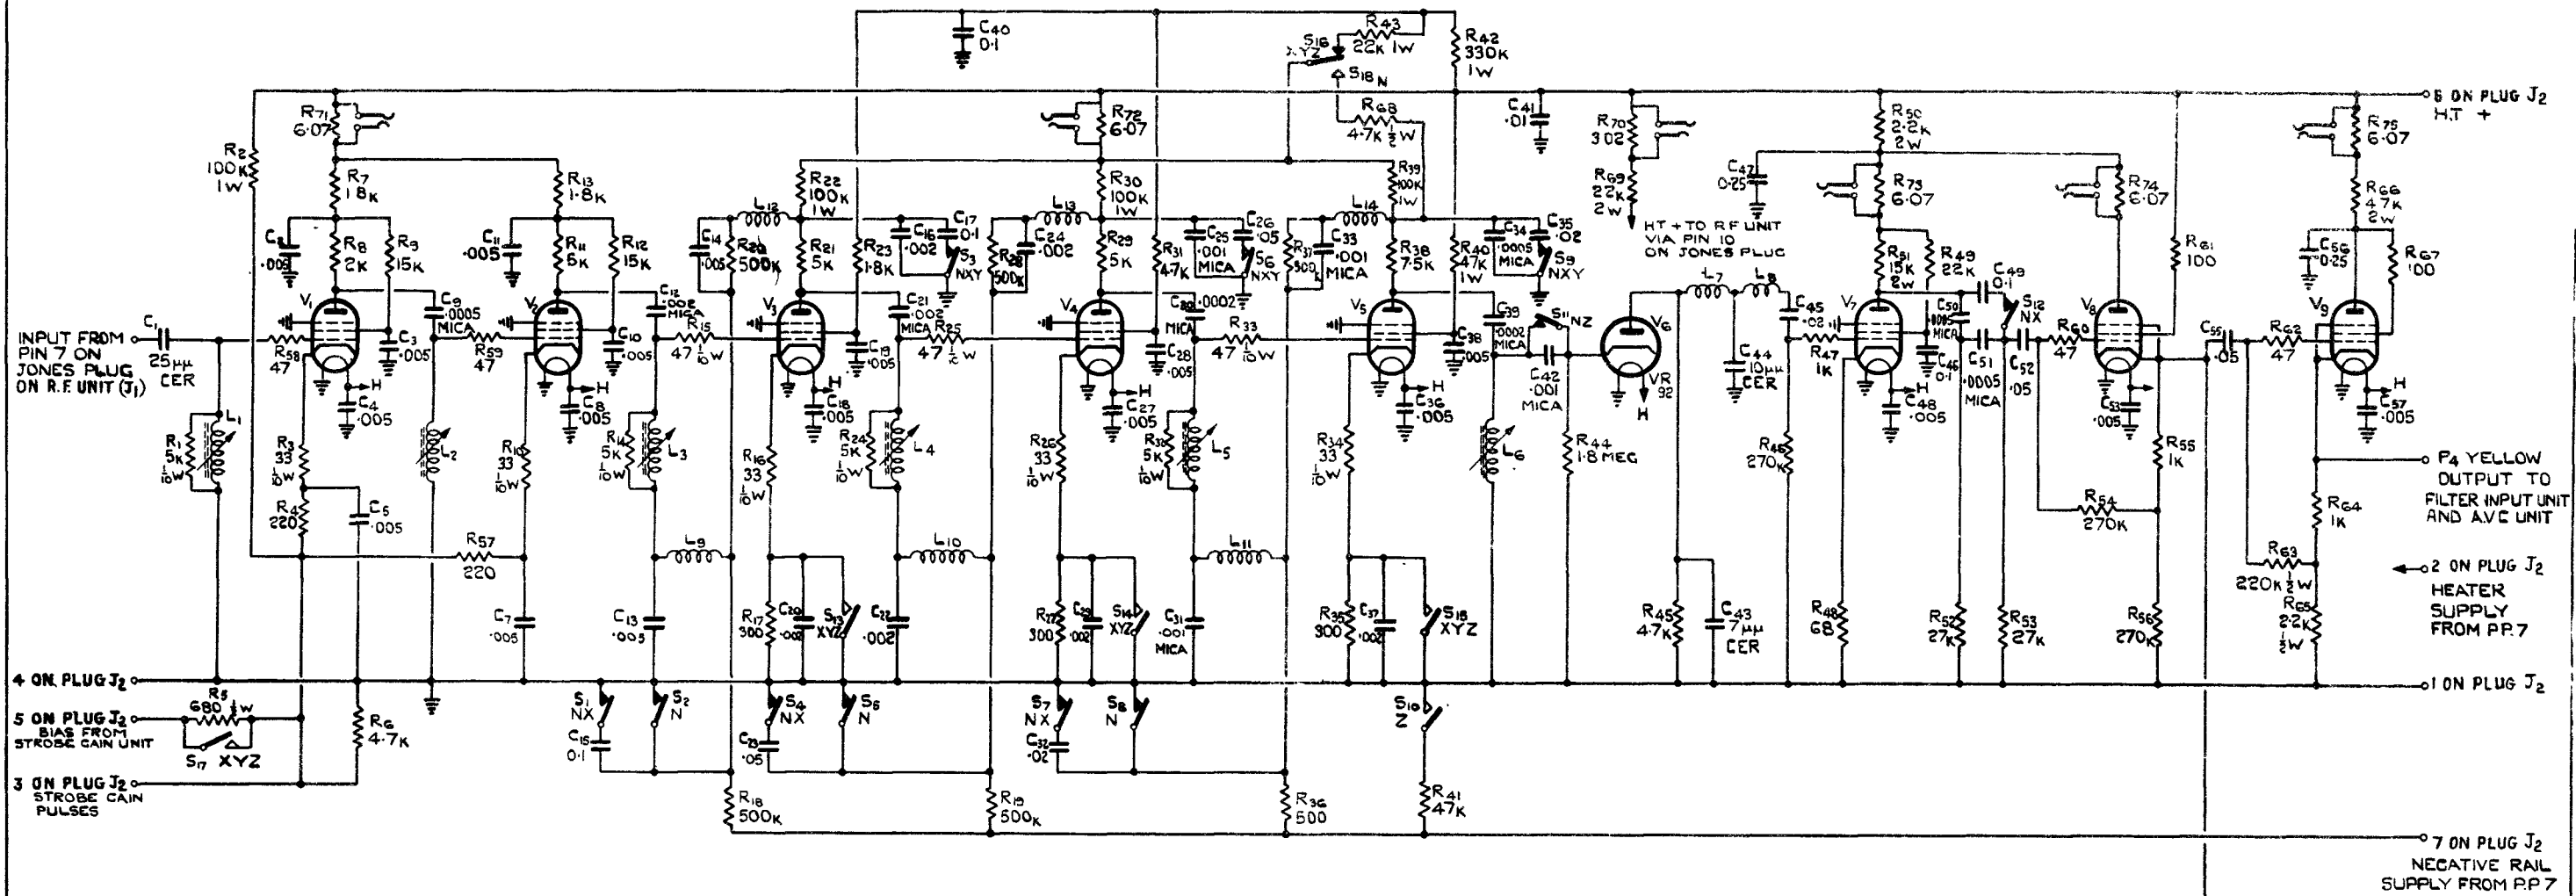 C40
0.1
S16
XYZ
R43
22K 1W
S18 N
R42
330K
1W
R68
4.7K ½W
R71
6.07
R72
6.07
C41
.01
R70
302
R69
22K
2W
HT + TO RF UNIT
VIA PIN 10
ON JONES PLUG
R50
2.2K
2W
C47
0.25
R73
6.07
R74
6.07
R75
6.07
6 ON PLUG J2
H.T +
R2
100K
1W
R7
1.8K
R13
1.8K
R22
100K
1W
R30
100K
1W
R39
100K
1W
R66
47K
2W
C2
.005
R8
2K
R9
15K
C11
.005
R11
5K
R12
15K
L12
C14
.005
R20
500K
R21
5K
C16
.002
C17
0.1
S3
NXY
R23
1.8K
L13
R28
500K
C24
.002
R29
5K
R31
4.7K
C25
.001
MICA
C26
.05
S6
NXY
L14
R37
500K
C33
.001
MICA
R38
7.5K
R40
47K
1W
C34
.0005
MICA
C35
.02
S9
NXY
R51
15K
2W
R49
22K
C49
0.1
S12
NX
R61
100
C56
0.25
R67
100
INPUT FROM
PIN 7 ON
JONES PLUG
ON R.F. UNIT (J1)
C1
25µµ
CER
R58
47
V1
C3
.005
C9
.0005
MICA
R59
47
V2
C10
.005
C12
.002
MICA
R15
47 1/10 W
V3
C19
.005
C21
.002
MICA
R25
47 1/10 W
V4
C28
.005
C30
.0002
MICA
R33
47 1/10 W
V5
C38
.005
C39
.0002
MICA
S11 NZ
C42
.001
MICA
V6
VR
92
L7
L8
C44
10µµ
CER
C45
.02
R47
1K
V7
C46
0.1
C50
.0005
MICA
C51
.0005
MICA
C52
.05
R60
47
V8
C55
.05
R62
47
V9
H
C4
.005
H
C8
.005
H
C18
.005
H
C27
.005
H
C36
.005
H
H
C48
.005
C53
.005
H
C57
.005
R1
5K
1/10 W
L1
R3
33
1/10 W
R4
220
C5
.005
L2
R10
33
1/10 W
R14
5K
1/10 W
L3
R16
33
1/10 W
R24
5K
1/10 W
L4
R26
33
1/10 W
R32
5K
1/10 W
L5
R34
33
1/10 W
L6
R44
1.8 MEG
R46
270K
R55
1K
R54
270K
P4 YELLOW
OUTPUT TO
FILTER INPUT UNIT
AND A.V.C UNIT
R64
1K
R57
220
C7
.005
L9
C13
.005
R17
300
C20
.002
S13
XYZ
C22
.002
L10
R27
300
C29
.002
S14
XYZ
C31
.001
MICA
L11
R35
300
C37
.002
S15
XYZ
R45
4.7K
C43
7µµ
CER
R48
68
R52
27K
R53
27K
R56
270K
R63
220K ½W
R65
2.2K
½W
2 ON PLUG J2
HEATER
SUPPLY
FROM P.P.7
4 ON PLUG J2
1 ON PLUG J2
5 ON PLUG J2
BIAS FROM
STROBE GAIN UNIT
R5
680 ½W
S17 XYZ
R6
4.7K
3 ON PLUG J2
STROBE GAIN
PULSES
S1
NX
C15
0.1
S2
N
S4
NX
C23
.05
S5
N
S7
NX
C32
.02
S8
N
S10
Z
R18
500K
R19
500K
R36
500
R41
47K
7 ON PLUG J2
NEGATIVE RAIL
SUPPLY FROM P.P 7